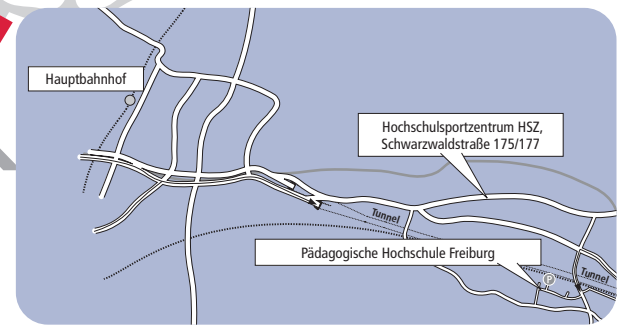 Hauptbahnhof
Hochschulsportzentrum HSZ,
Schwarzwaldstraße 175/177
Tunnel
Pädagogische Hochschule Freiburg
Tunnel
P